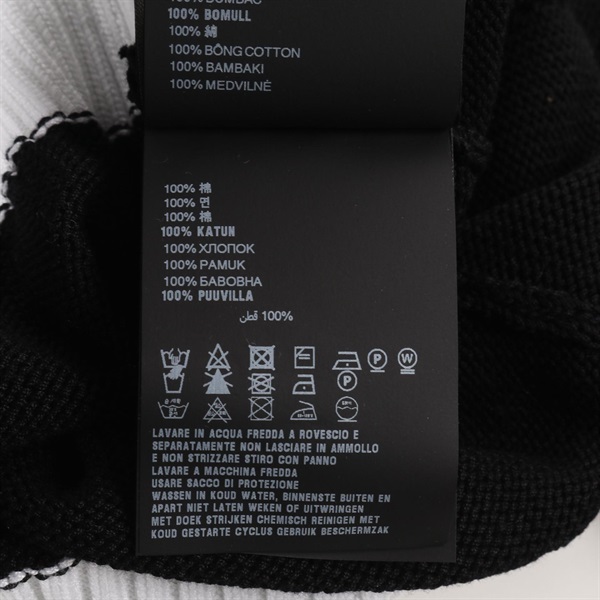 100% BUMBAC
100% BOMULL
100% 綿
100% BÔNG COTTON
100% BAMBAKI
100% MEDVILNÉ
100% 棉
100% 면
100% 棉
100% KATUN
100% ХЛОПОК
100% PAMUK
100% БАВОВНА
100% PUUVILLA
100% قطن
P W
LAVARE IN ACQUA FREDDA A ROVESCIO E
SEPARATAMENTE NON LASCIARE IN AMMOLLO
E NON STRIZZARE STIRO CON PANNO
LAVARE A MACCHINA FREDDA
USARE SACCO DI PROTEZIONE
WASSEN IN KOUD WATER, BINNENSTE BUITEN EN
APART NIET LATEN WEKEN OF UITWRINGEN
MET DOEK STRIJKEN CHEMISCH REINIGEN MET
KOUD GESTARTE CYCLUS GEBRUIK BESCHERMZAK